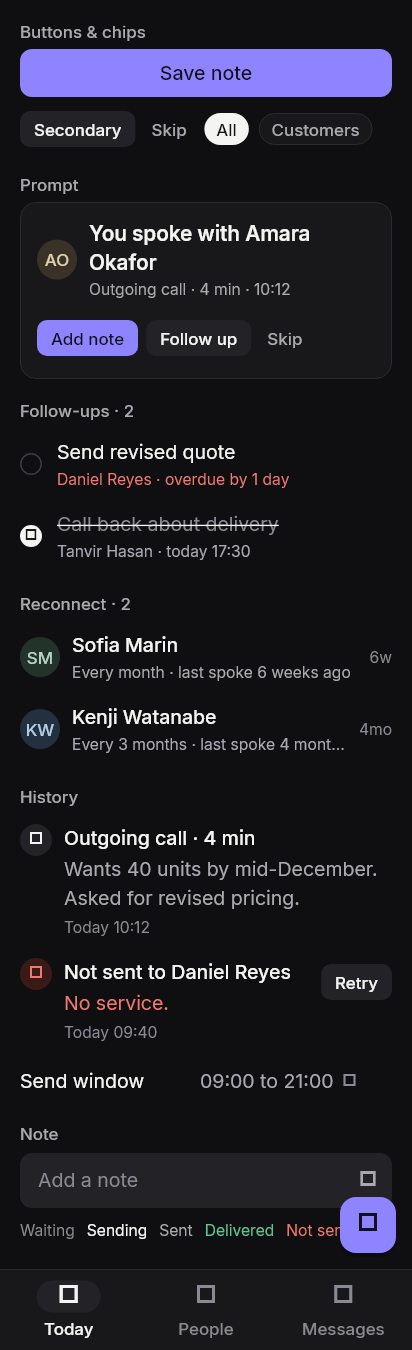 Buttons & chips
Save note
Secondary Skip All Customers
Prompt
AO
You spoke with Amara
Okafor
Outgoing call · 4 min · 10:12
Add note Follow up Skip
Follow-ups · 2
Send revised quote
Daniel Reyes · overdue by 1 day
Call back about delivery
Tanvir Hasan · today 17:30
Reconnect · 2
SM
Sofia Marin
Every month · last spoke 6 weeks ago
6w
KW
Kenji Watanabe
Every 3 months · last spoke 4 mont...
4mo
History
Outgoing call · 4 min
Wants 40 units by mid-December.
Asked for revised pricing.
Today 10:12
Not sent to Daniel Reyes
No service.
Today 09:40
Retry
Send window 09:00 to 21:00
Note
Add a note
Waiting Sending Sent Delivered Not
Today People Messages